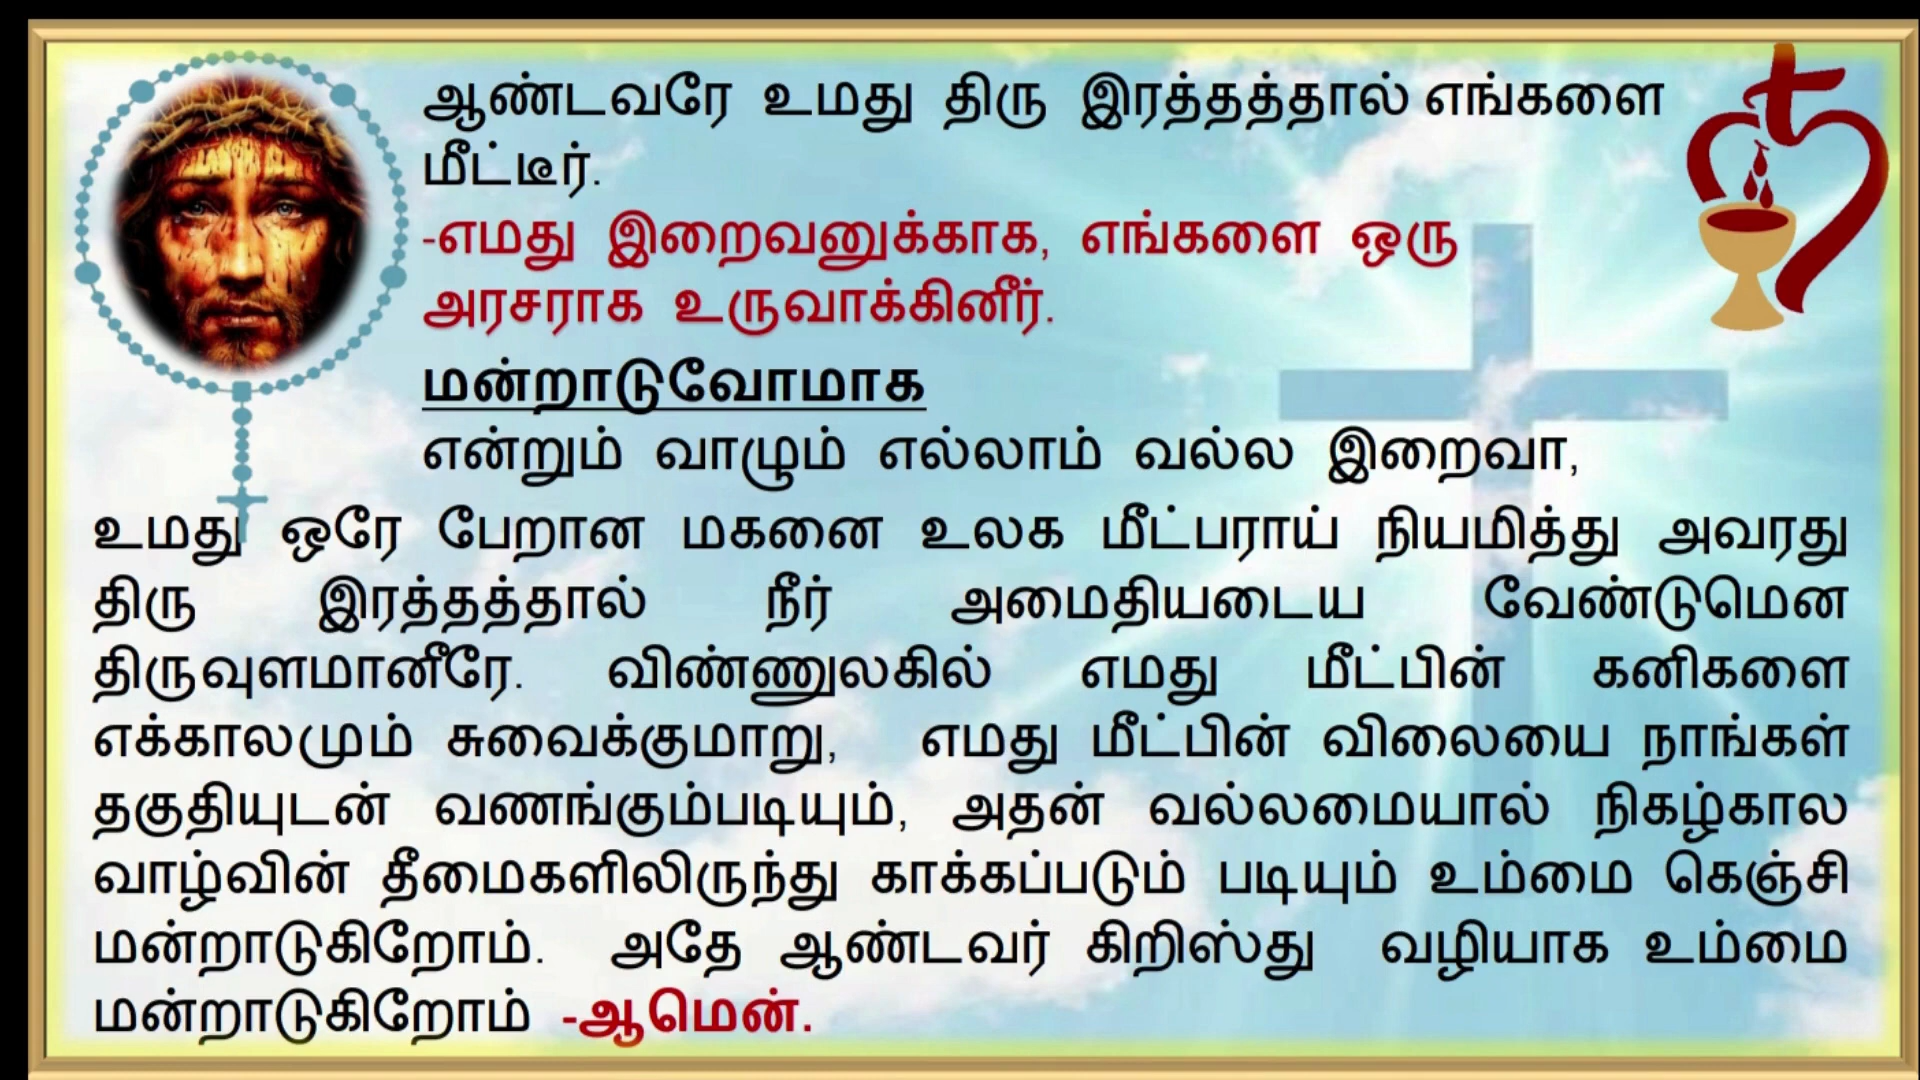 ஆண்டவரே உமது திரு இரத்தத்தால் எங்களை
மீட்டீர்.
-எமது இறைவனுக்காக, எங்களை ஒரு
அரசராக உருவாக்கினீர்.
மன்றாடுவோமாக
என்றும் வாழும் எல்லாம் வல்ல இறைவா,
உமது ஒரே பேறான மகனை உலக மீட்பராய் நியமித்து அவரது
திரு இரத்தத்தால் நீர் அமைதியடைய வேண்டுமென
திருவுளமானீரே. விண்ணுலகில் எமது மீட்பின் கனிகளை
எக்காலமும் சுவைக்குமாறு, எமது மீட்பின் விலையை நாங்கள்
தகுதியுடன் வணங்கும்படியும், அதன் வல்லமையால் நிகழ்கால
வாழ்வின் தீமைகளிலிருந்து காக்கப்படும் படியும் உம்மை கெஞ்சி
மன்றாடுகிறோம். அதே ஆண்டவர் கிறிஸ்து வழியாக உம்மை
மன்றாடுகிறோம் -ஆமென்.